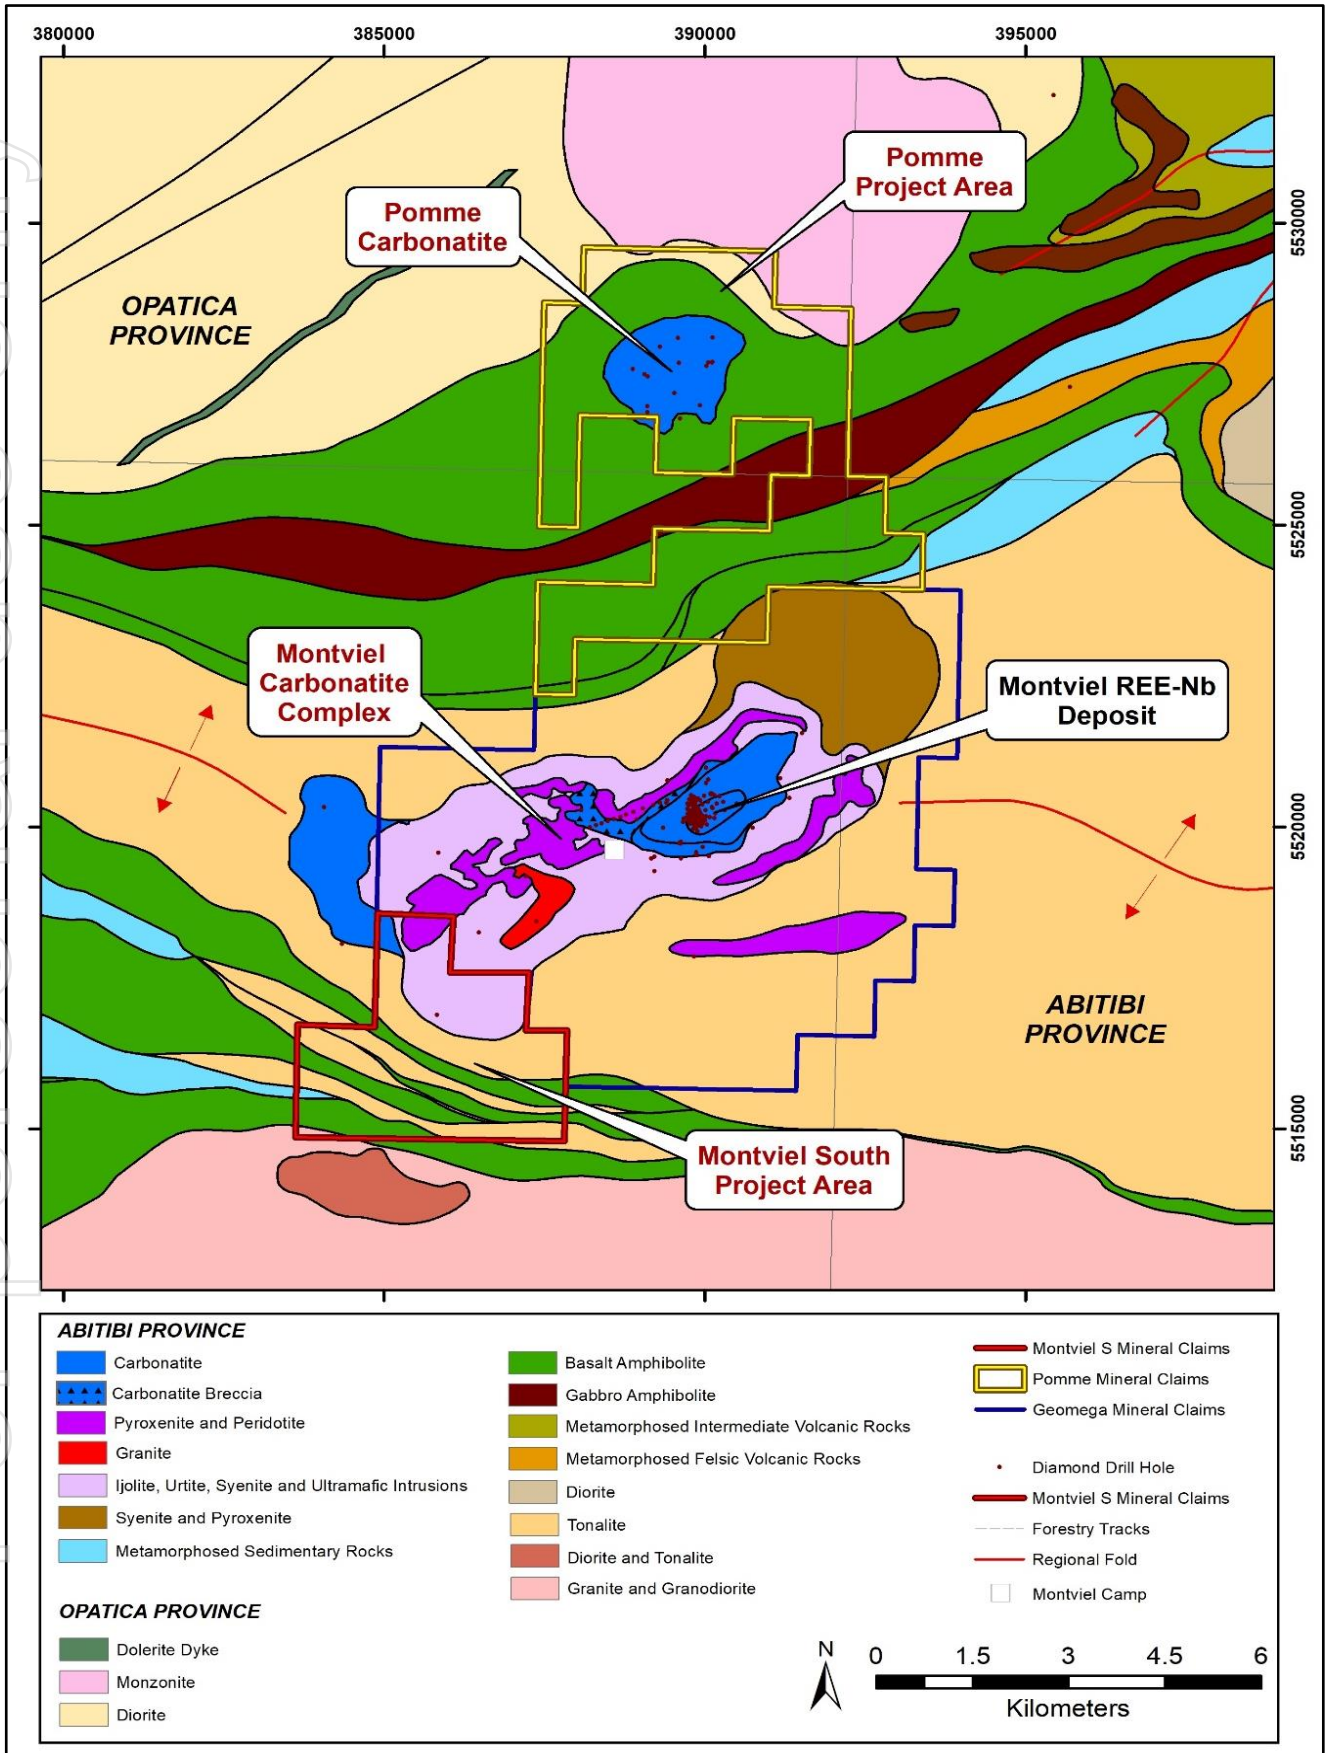 380000
385000
390000
395000
Pomme
Project Area
Pomme
Carbonatite
5530000
OPATICA
PROVINCE
5525000
Montviel
Carbonatite
Complex
Montviel REE-Nb
Deposit
5520000
ABITIBI
PROVINCE
5515000
Montviel South
Project Area
ABITIBI PROVINCE
Carbonatite
Carbonatite Breccia
Pyroxenite and Peridotite
Granite
Ijolite, Urtite, Syenite and Ultramafic Intrusions
Syenite and Pyroxenite
Metamorphosed Sedimentary Rocks
OPATICA PROVINCE
Dolerite Dyke
Monzonite
Diorite
Basalt Amphibolite
Gabbro Amphibolite
Metamorphosed Intermediate Volcanic Rocks
Metamorphosed Felsic Volcanic Rocks
Diorite
Tonalite
Diorite and Tonalite
Granite and Granodiorite
Montviel S Mineral Claims
Pomme Mineral Claims
Geomega Mineral Claims
Diamond Drill Hole
Montviel S Mineral Claims
Forestry Tracks
Regional Fold
Montviel Camp
N
0 1.5 3 4.5 6
Kilometers